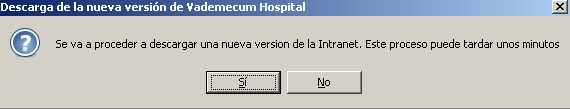 Descarga de la nueva versión de Vademecum Hospital
Se va a proceder a descargar una nueva version de la Intranet. Este proceso puede tardar unos minutos
Sí
No